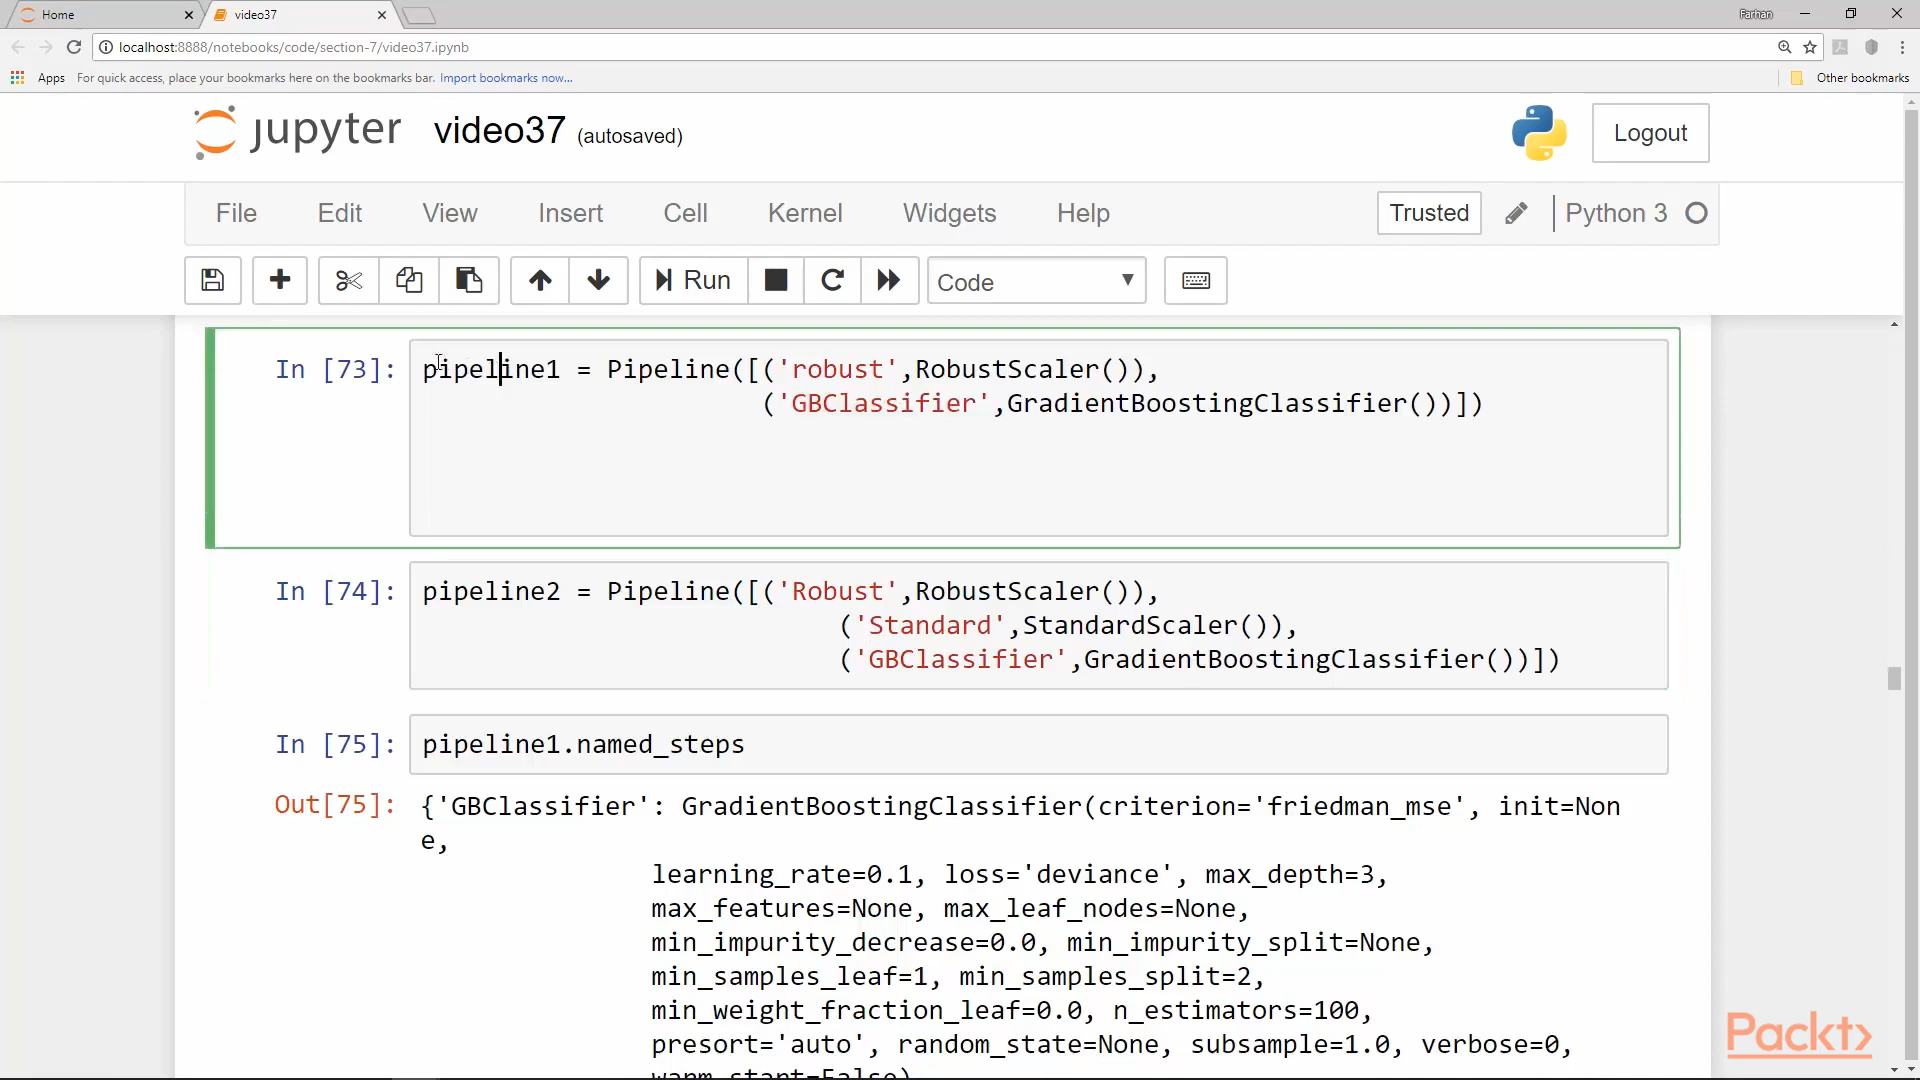 Home
video37
Farhan
localhost:8888/notebooks/code/section-7/video37.ipynb
Apps For quick access, place your bookmarks here on the bookmarks bar. Import bookmarks now... Other bookmarks
jupyter video37 (autosaved)
Logout
File Edit View Insert Cell Kernel Widgets Help Trusted Python 3
Run Code
In [73]: pipeline1 = Pipeline([('robust',RobustScaler()),
('GBClassifier',GradientBoostingClassifier())])
In [74]: pipeline2 = Pipeline([('Robust',RobustScaler()),
('Standard',StandardScaler()),
('GBClassifier',GradientBoostingClassifier())])
In [75]: pipeline1.named_steps
Out[75]: {'GBClassifier': GradientBoostingClassifier(criterion='friedman_mse', init=Non
e,
learning_rate=0.1, loss='deviance', max_depth=3,
max_features=None, max_leaf_nodes=None,
min_impurity_decrease=0.0, min_impurity_split=None,
min_samples_leaf=1, min_samples_split=2,
min_weight_fraction_leaf=0.0, n_estimators=100,
presort='auto', random_state=None, subsample=1.0, verbose=0,
warm_start=False)
Packt>